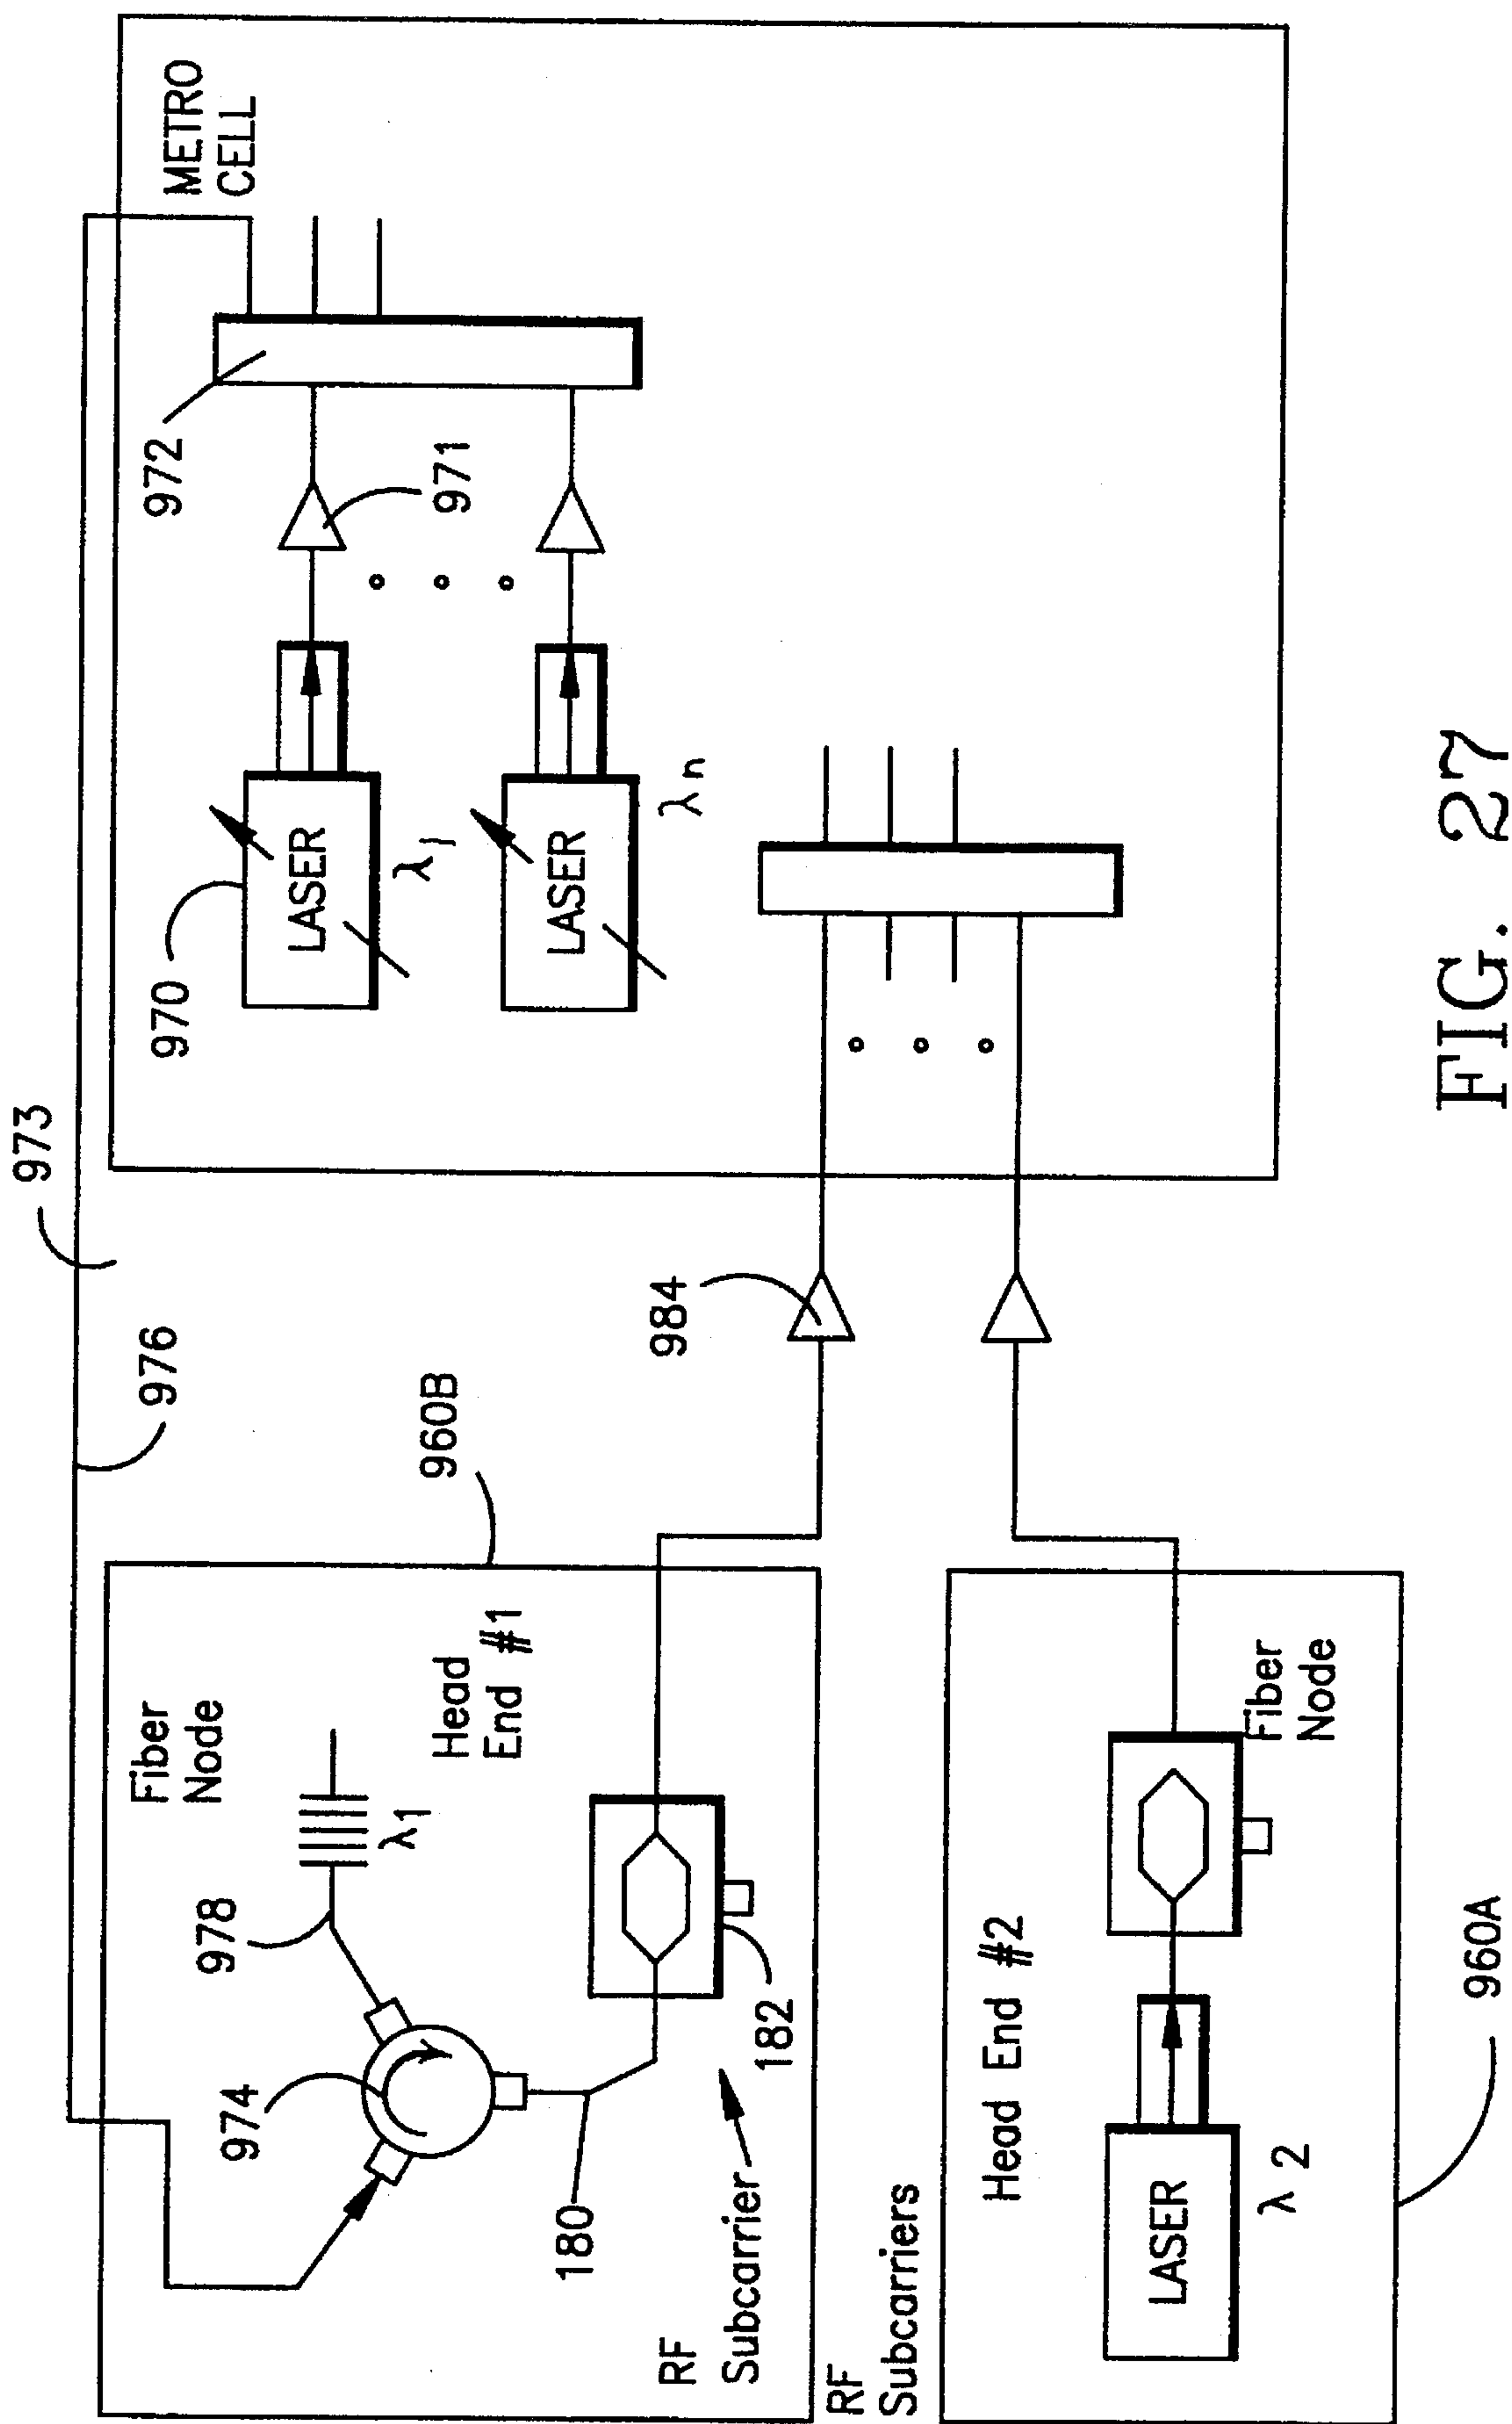 973
976
METRO
CELL
972
971
970
LASER
λj
LASER
λn
984
960B
Fiber
Node
978
λ1
Head
End #1
974
180
182
RF
Subcarrier
RF
Subcarriers
Head End #2
LASER
λ2
Fiber
Node
960A
FIG. 27